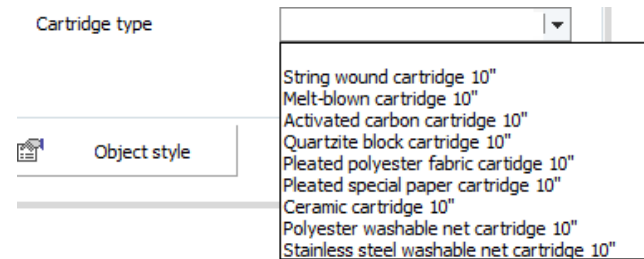 Cartridge type
String wound cartridge 10"
Melt-blown cartridge 10"
Activated carbon cartridge 10"
Quartzite block cartridge 10"
Pleated polyester fabric cartidge 10"
Pleated special paper cartridge 10"
Ceramic cartridge 10"
Polyester washable net cartridge 10"
Stainless steel washable net cartridge 10"
Object style